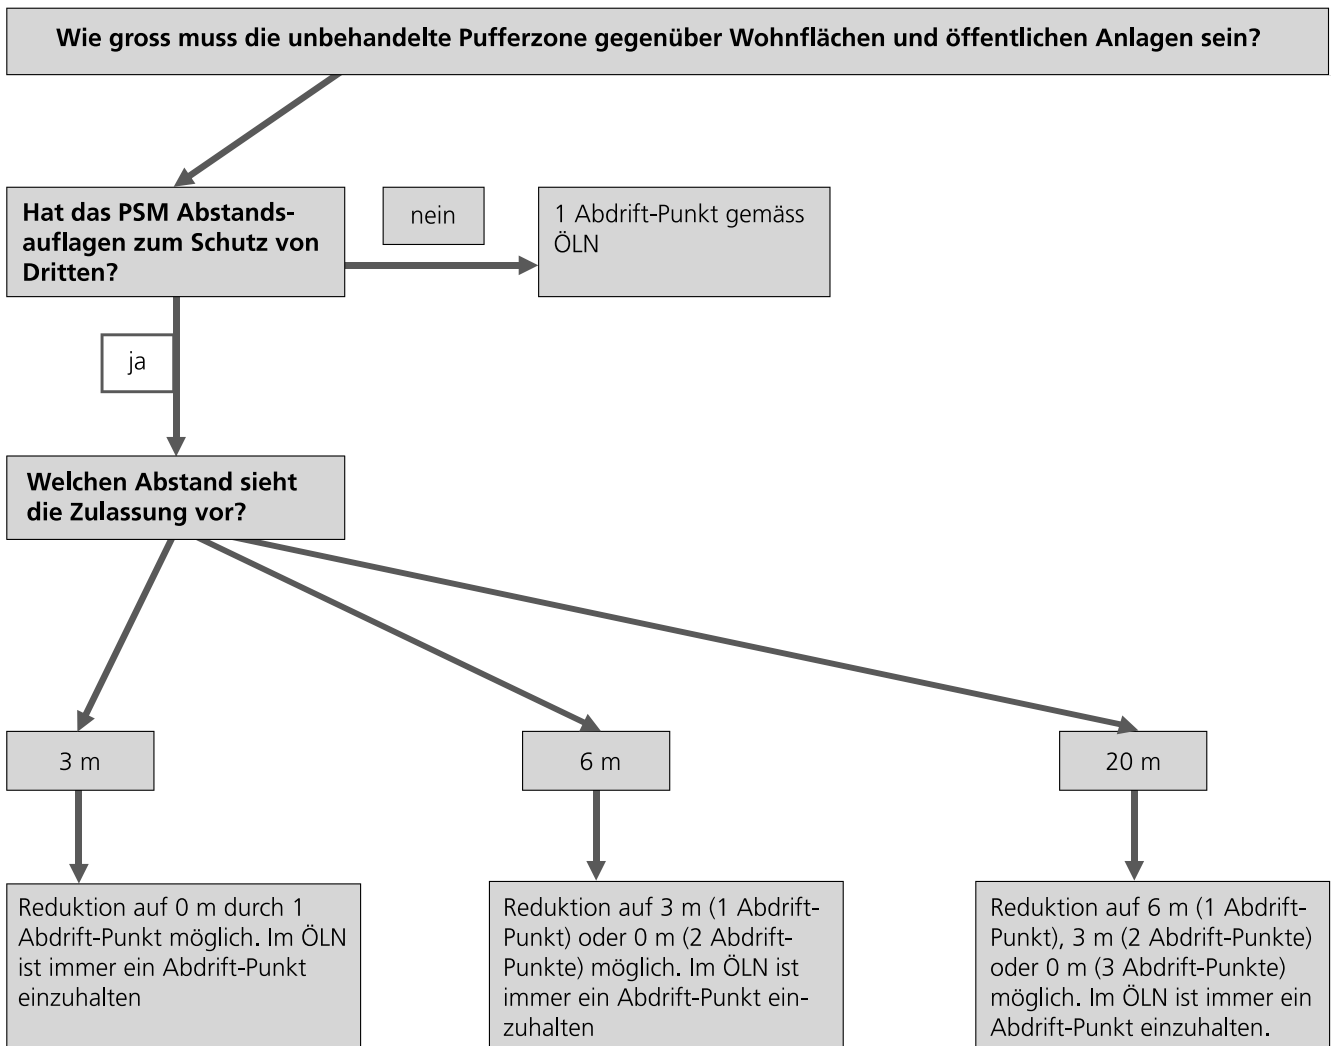 Wie gross muss die unbehandelte Pufferzone gegenüber Wohnflächen und öffentlichen Anlagen sein?
Hat das PSM Abstands-
auflagen zum Schutz von
Dritten?
nein
1 Abdrift-Punkt gemäss
ÖLN
ja
Welchen Abstand sieht
die Zulassung vor?
3 m
6 m
20 m
Reduktion auf 0 m durch 1
Abdrift-Punkt möglich. Im ÖLN
ist immer ein Abdrift-Punkt
einzuhalten
Reduktion auf 3 m (1 Abdrift-
Punkt) oder 0 m (2 Abdrift-
Punkte) möglich. Im ÖLN ist
immer ein Abdrift-Punkt ein-
zuhalten
Reduktion auf 6 m (1 Abdrift-
Punkt), 3 m (2 Abdrift-Punkte)
oder 0 m (3 Abdrift-Punkte)
möglich. Im ÖLN ist immer ein
Abdrift-Punkt einzuhalten.